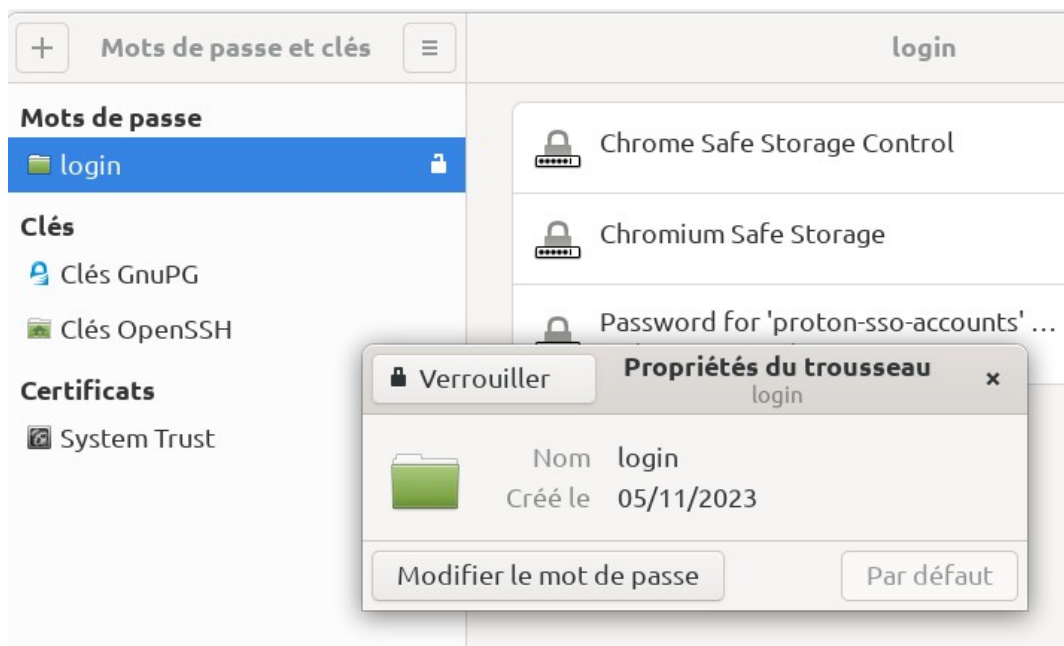 Mots de passe et clés
login
Mots de passe
login
Clés
Clés GnuPG
Clés OpenSSH
Certificats
System Trust
Chrome Safe Storage Control
Chromium Safe Storage
Password for 'proton-sso-accounts' ...
Verrouiller
Propriétés du trousseau
login
Nom login
Créé le 05/11/2023
Modifier le mot de passe
Par défaut